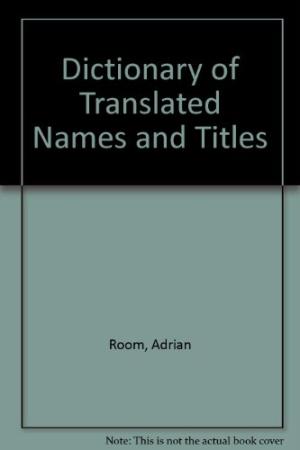 Dictionary of
Translated
Names and Titles
Room, Adrian
Note: This is not the actual book cover